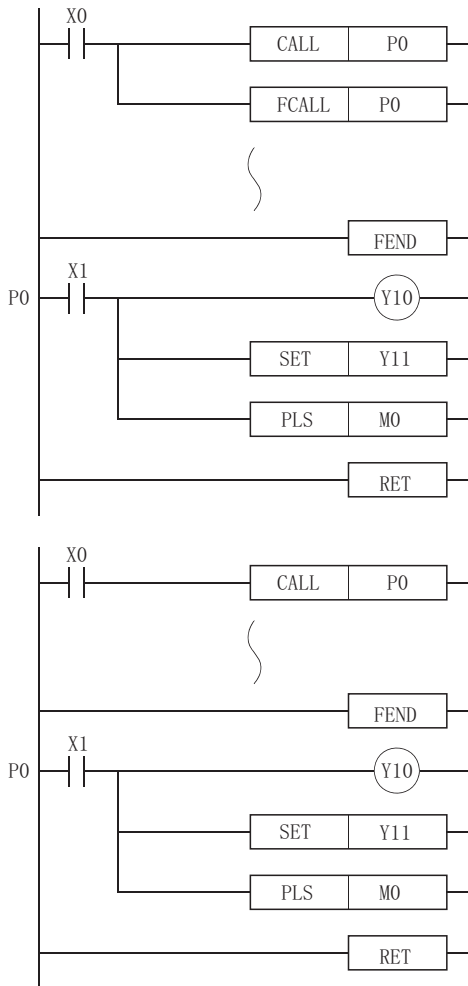 X0
CALL P0
FCALL P0
FEND
X1
P0 Y10
SET Y11
PLS M0
RET
X0
CALL P0
FEND
X1
P0 Y10
SET Y11
PLS M0
RET